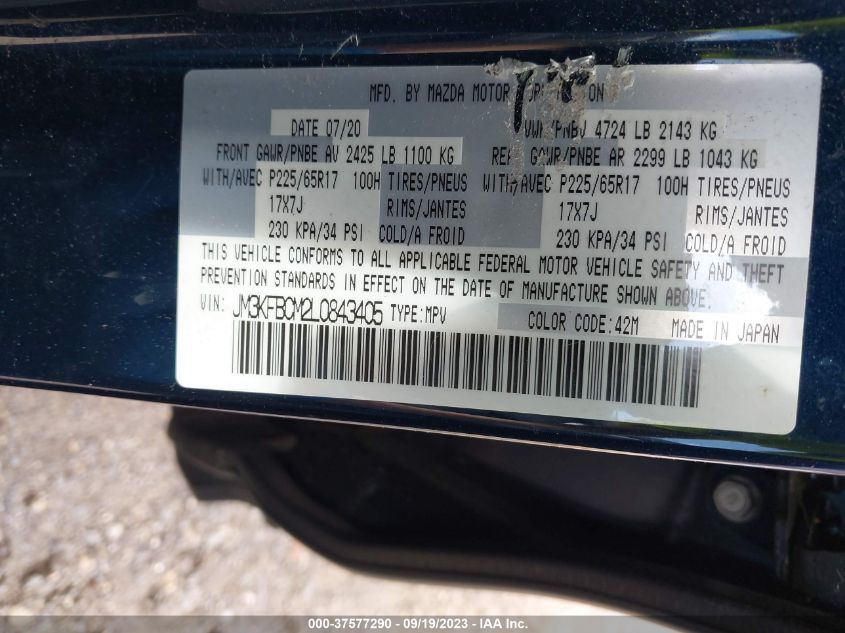 MFD. BY MAZDA MOTOR CORPORATION
DATE 07/20 GVWR/PNBV 4724 LB 2143 KG
FRONT GAWR/PNBE AV 2425 LB 1100 KG REAR GAWR/PNBE AR 2299 LB 1043 KG
WITH/AVEC P225/65R17 100H TIRES/PNEUS WITH/AVEC P225/65R17 100H TIRES/PNEUS
17X7J RIMS/JANTES 17X7J RIMS/JANTES
230 KPA/34 PSI COLD/A FROID 230 KPA/34 PSI COLD/A FROID
THIS VEHICLE CONFORMS TO ALL APPLICABLE FEDERAL MOTOR VEHICLE SAFETY AND THEFT
PREVENTION STANDARDS IN EFFECT ON THE DATE OF MANUFACTURE SHOWN ABOVE.
VIN: JM3KFBCM2L0843405 TYPE:MPV COLOR CODE:42M MADE IN JAPAN
000-37577290 - 09/19/2023 - IAA Inc.